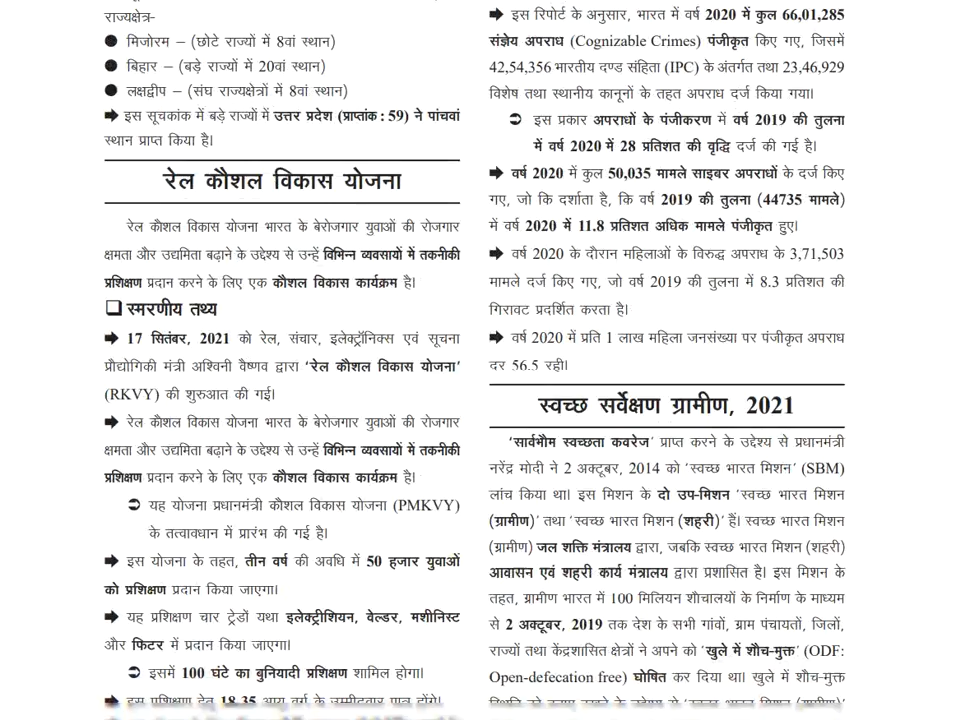 राज्यक्षेत्र-
● मिजोरम – (छोटे राज्यों में 8वां स्थान)
● बिहार – (बड़े राज्यों में 20वां स्थान)
● लक्षद्वीप – (संघ राज्यक्षेत्रों में 8वां स्थान)
➡ इस सूचकांक में बड़े राज्यों में उत्तर प्रदेश (प्राप्तांक : 59) ने पांचवां
स्थान प्राप्त किया है।
रेल कौशल विकास योजना
रेल कौशल विकास योजना भारत के बेरोजगार युवाओं की रोजगार
क्षमता और उद्यमिता बढ़ाने के उद्देश्य से उन्हें विभिन्न व्यवसायों में तकनीकी
प्रशिक्षण प्रदान करने के लिए एक कौशल विकास कार्यक्रम है।
❑ स्मरणीय तथ्य
➡ 17 सितंबर, 2021 को रेल, संचार, इलेक्ट्रॉनिक्स एवं सूचना
प्रौद्योगिकी मंत्री अश्विनी वैष्णव द्वारा ‘रेल कौशल विकास योजना’
(RKVY) की शुरुआत की गई।
➡ रेल कौशल विकास योजना भारत के बेरोजगार युवाओं की रोजगार
क्षमता और उद्यमिता बढ़ाने के उद्देश्य से उन्हें विभिन्न व्यवसायों में तकनीकी
प्रशिक्षण प्रदान करने के लिए एक कौशल विकास कार्यक्रम है।
➲ यह योजना प्रधानमंत्री कौशल विकास योजना (PMKVY)
के तत्वावधान में प्रारंभ की गई है।
➡ इस योजना के तहत, तीन वर्ष की अवधि में 50 हजार युवाओं
को प्रशिक्षण प्रदान किया जाएगा।
➡ यह प्रशिक्षण चार ट्रेडों यथा इलेक्ट्रीशियन, वेल्डर, मशीनिस्ट
और फिटर में प्रदान किया जाएगा।
➲ इसमें 100 घंटे का बुनियादी प्रशिक्षण शामिल होगा।
➡ इस प्रशिक्षण हेतु 18-35 आयु वर्ग के उम्मीदवार पात्र होंगे।
➡ इस रिपोर्ट के अनुसार, भारत में वर्ष 2020 में कुल 66,01,285
संज्ञेय अपराध (Cognizable Crimes) पंजीकृत किए गए, जिसमें
42,54,356 भारतीय दण्ड संहिता (IPC) के अंतर्गत तथा 23,46,929
विशेष तथा स्थानीय कानूनों के तहत अपराध दर्ज किया गया।
➲ इस प्रकार अपराधों के पंजीकरण में वर्ष 2019 की तुलना
में वर्ष 2020 में 28 प्रतिशत की वृद्धि दर्ज की गई है।
➡ वर्ष 2020 में कुल 50,035 मामले साइबर अपराधों के दर्ज किए
गए, जो कि दर्शाता है, कि वर्ष 2019 की तुलना (44735 मामले)
में वर्ष 2020 में 11.8 प्रतिशत अधिक मामले पंजीकृत हुए।
➡ वर्ष 2020 के दौरान महिलाओं के विरुद्ध अपराध के 3,71,503
मामले दर्ज किए गए, जो वर्ष 2019 की तुलना में 8.3 प्रतिशत की
गिरावट प्रदर्शित करता है।
➡ वर्ष 2020 में प्रति 1 लाख महिला जनसंख्या पर पंजीकृत अपराध
दर 56.5 रही।
स्वच्छ सर्वेक्षण ग्रामीण, 2021
‘सार्वभौम स्वच्छता कवरेज’ प्राप्त करने के उद्देश्य से प्रधानमंत्री
नरेंद्र मोदी ने 2 अक्टूबर, 2014 को ‘स्वच्छ भारत मिशन’ (SBM)
लांच किया था। इस मिशन के दो उप-मिशन ‘स्वच्छ भारत मिशन
(ग्रामीण)’ तथा ‘स्वच्छ भारत मिशन (शहरी)’ हैं। स्वच्छ भारत मिशन
(ग्रामीण) जल शक्ति मंत्रालय द्वारा, जबकि स्वच्छ भारत मिशन (शहरी)
आवासन एवं शहरी कार्य मंत्रालय द्वारा प्रशासित है। इस मिशन के
तहत, ग्रामीण भारत में 100 मिलियन शौचालयों के निर्माण के माध्यम
से 2 अक्टूबर, 2019 तक देश के सभी गांवों, ग्राम पंचायतों, जिलों,
राज्यों तथा केंद्रशासित क्षेत्रों ने अपने को ‘खुले में शौच-मुक्त’ (ODF:
Open-defecation free) घोषित कर दिया था। खुले में शौच-मुक्त